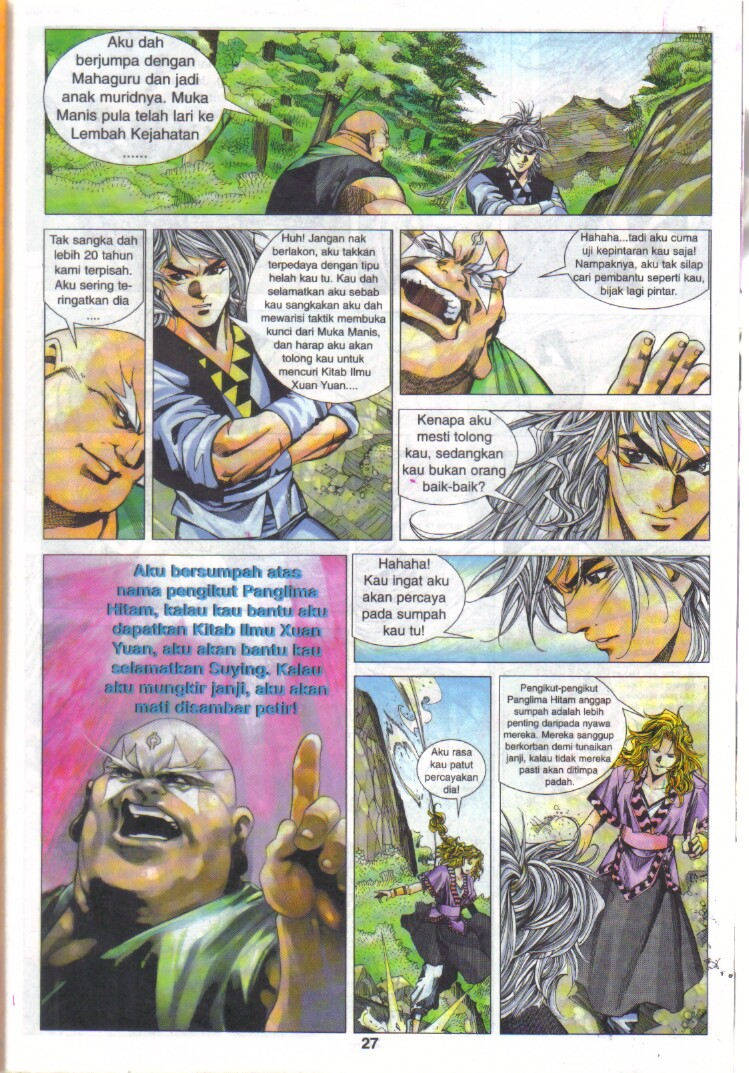 Aku dah
berjumpa dengan
Mahaguru dan jadi
anak muridnya. Muka
Manis pula telah lari ke
Lembah Kejahatan
......
Tak sangka dah
lebih 20 tahun
kami terpisah.
Aku sering te-
ringatkan dia
....
Huh! Jangan nak
berlakon, aku takkan
terpedaya dengan tipu
helah kau tu. Kau dah
selamatkan aku sebab
kau sangkakan aku dah
mewarisi taktik membuka
kunci dari Muka Manis,
dan harap aku akan
tolong kau untuk
mencuri Kitab Ilmu
Xuan Yuan....
Hahaha...tadi aku cuma
uji kepintaran kau saja!
Nampaknya, aku tak silap
cari pembantu seperti kau,
bijak lagi pintar.
Kenapa aku
mesti tolong
kau, sedangkan
kau bukan orang
baik-baik?
Aku bersumpah atas
nama pengikut Panglima
Hitam, kalau kau bantu aku
dapatkan Kitab Ilmu Xuan
Yuan, aku akan bantu kau
selamatkan Suying. Kalau
aku mungkir janji, aku akan
mati disambar petir!
Hahaha!
Kau ingat aku
akan percaya
pada sumpah
kau tu!
Aku rasa
kau patut
percayakan
dia!
Pengikut-pengikut
Panglima Hitam anggap
sumpah adalah lebih
penting daripada nyawa
mereka. Mereka sanggup
berkorban demi tunaikan
janji, kalau tidak mereka
pasti akan ditimpa
padah.
27